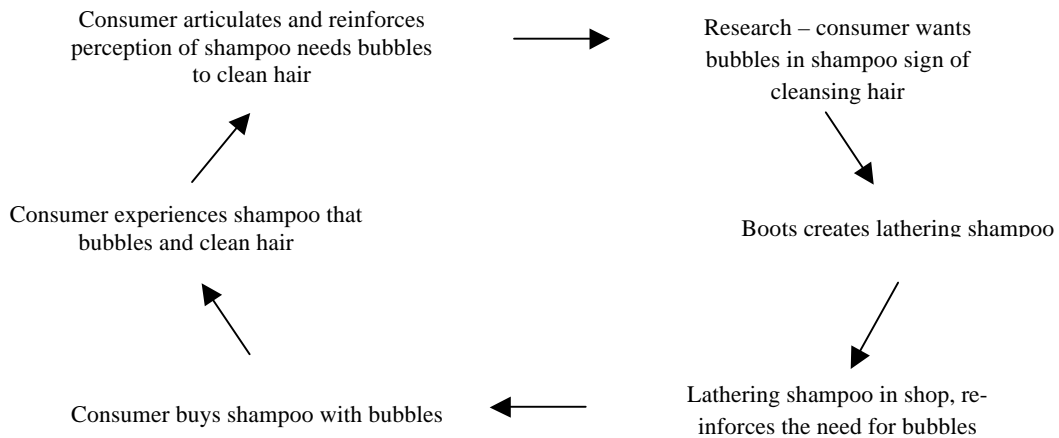 Consumer articulates and reinforces
perception of shampoo needs bubbles
to clean hair
Research – consumer wants
bubbles in shampoo sign of
cleansing hair
Boots creates lathering shampoo
Lathering shampoo in shop, re-
inforces the need for bubbles
Consumer buys shampoo with bubbles
Consumer experiences shampoo that
bubbles and clean hair